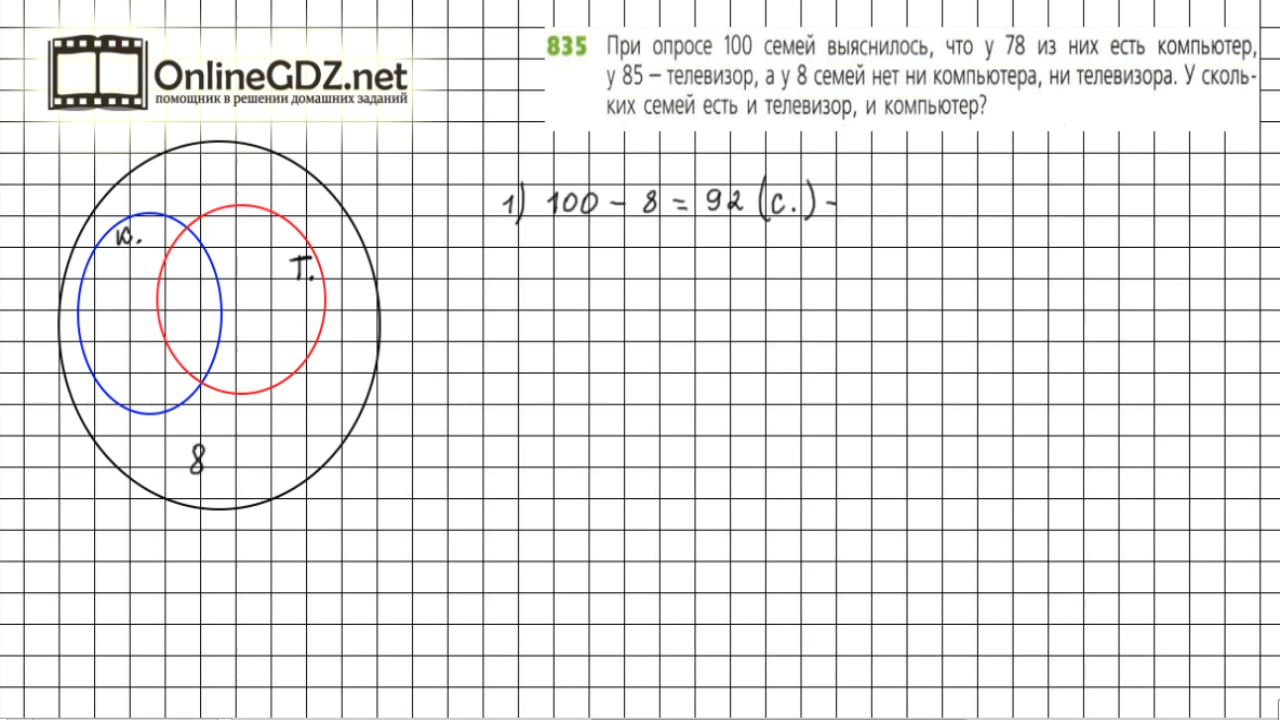 OnlineGDZ.net
помощник в решении домашних заданий
835 При опросе 100 семей выяснилось, что у 78 из них есть компьютер,
у 85 – телевизор, а у 8 семей нет ни компьютера, ни телевизора. У сколь-
ких семей есть и телевизор, и компьютер?
1) 100 - 8 = 92 (с.) -
к.
Т.
8